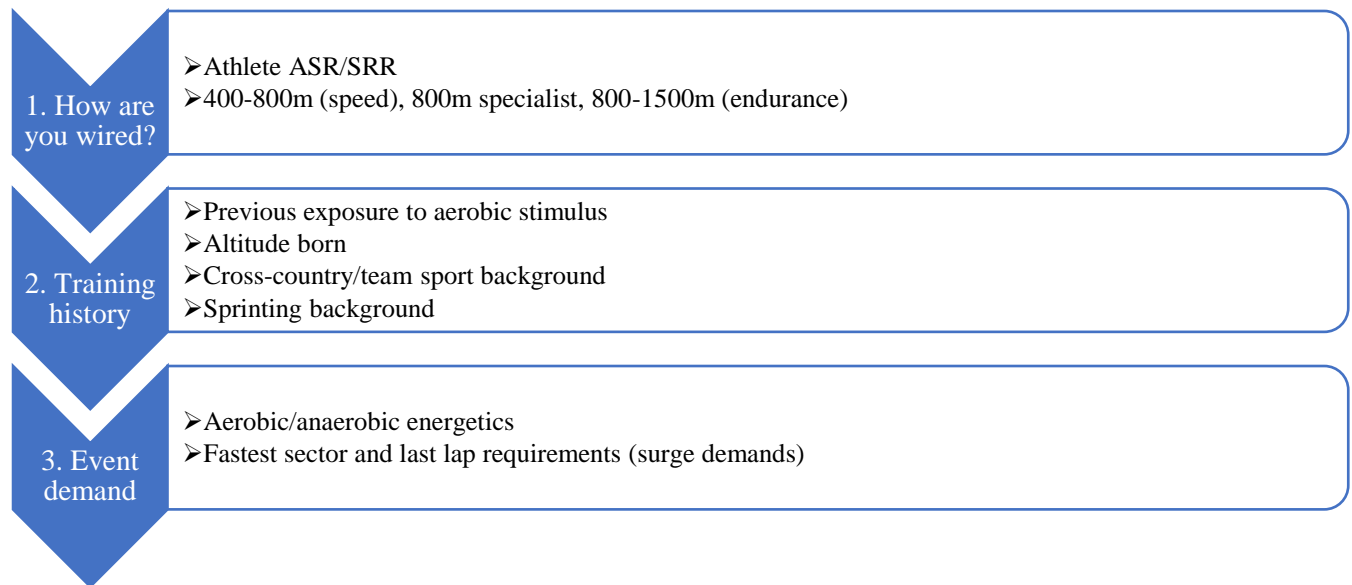 1. How are
you wired?
➢Athlete ASR/SRR
➢400-800m (speed), 800m specialist, 800-1500m (endurance)
2. Training
history
➢Previous exposure to aerobic stimulus
➢Altitude born
➢Cross-country/team sport background
➢Sprinting background
3. Event
demand
➢Aerobic/anaerobic energetics
➢Fastest sector and last lap requirements (surge demands)